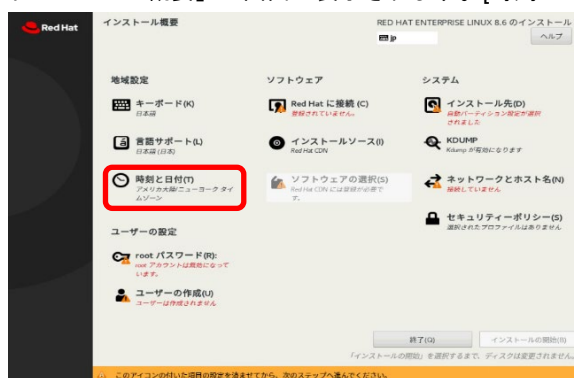 Red Hat
インストール概要
RED HAT ENTERPRISE LINUX 8.6 のインストール
jp
ヘルプ
地域設定
キーボード(K)
日本語
言語サポート(L)
日本語 (日本)
時刻と日付(T)
アメリカ大陸/ニューヨーク タイ
ムゾーン
ソフトウェア
Red Hat に接続 (C)
登録されていません。
インストールソース(I)
Red Hat CDN
ソフトウェアの選択(S)
Red Hat CDN には登録が必要で
す。
システム
インストール先(D)
自動パーティション設定が選択
されました
KDUMP
Kdump が有効になります
ネットワークとホスト名(N)
接続していません
セキュリティーポリシー(S)
選択されたプロファイルはありません
ユーザーの設定
root パスワード(R):
root アカウントは無効になって
います。
ユーザーの作成(U)
ユーザーは作成されません
終了(Q)
インストールの開始(B)
「インストールの開始」を選択するまで、ディスクは変更されません。
このアイコンの付いた項目の設定を済ませてから、次のステップへ進んでください。